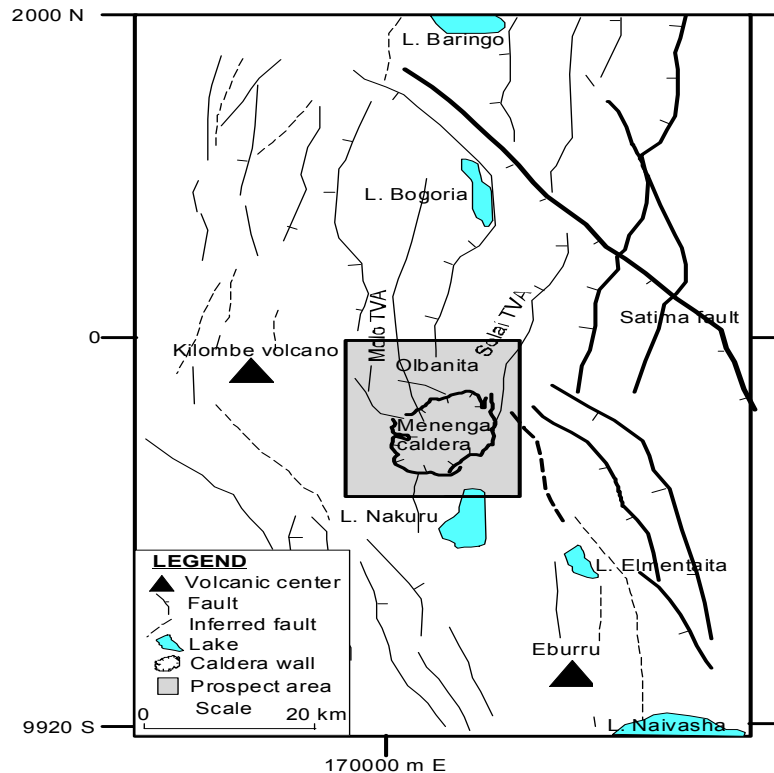 2000 N
L. Baringo
L. Bogoria
Molo TVA
Solai TVA
Satima fault
0
Kilombe volcano
Olbanita
Menengai
caldera
L. Nakuru
L. Elmentaita
Eburru
L. Naivasha
LEGEND
Volcanic center
Fault
Inferred fault
Lake
Caldera wall
Prospect area
Scale
0 20 km
9920 S
170000 m E